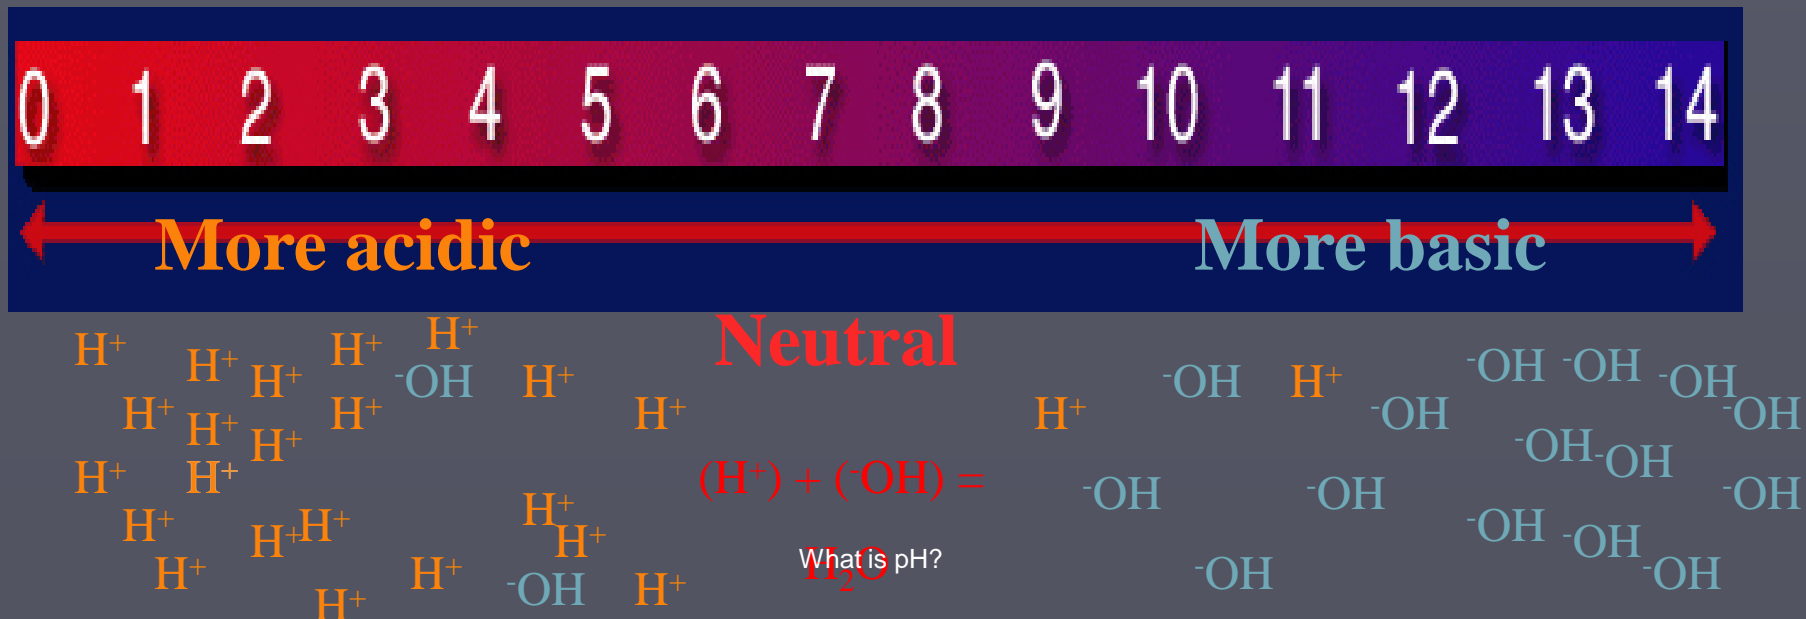 0 1 2 3 4 5 6 7 8 9 10 11 12 13 14
More acidic More basic
Neutral
H⁺ H⁺ H⁺ H⁺ H⁺ ⁻OH H⁺ H⁺ ⁻OH H⁺ ⁻OH ⁻OH ⁻OH
H⁺ H⁺ H⁺ H⁺ H⁺ ⁻OH ⁻OH
H⁺ H⁺ (H⁺) + (⁻OH) = ⁻OH ⁻OH ⁻OH ⁻OH ⁻OH
H⁺ H⁺ H⁺ H⁺ H⁺ ⁻OH ⁻OH
H₂O
What is pH?
H⁺ H⁺ H⁺ ⁻OH H⁺ ⁻OH ⁻OH